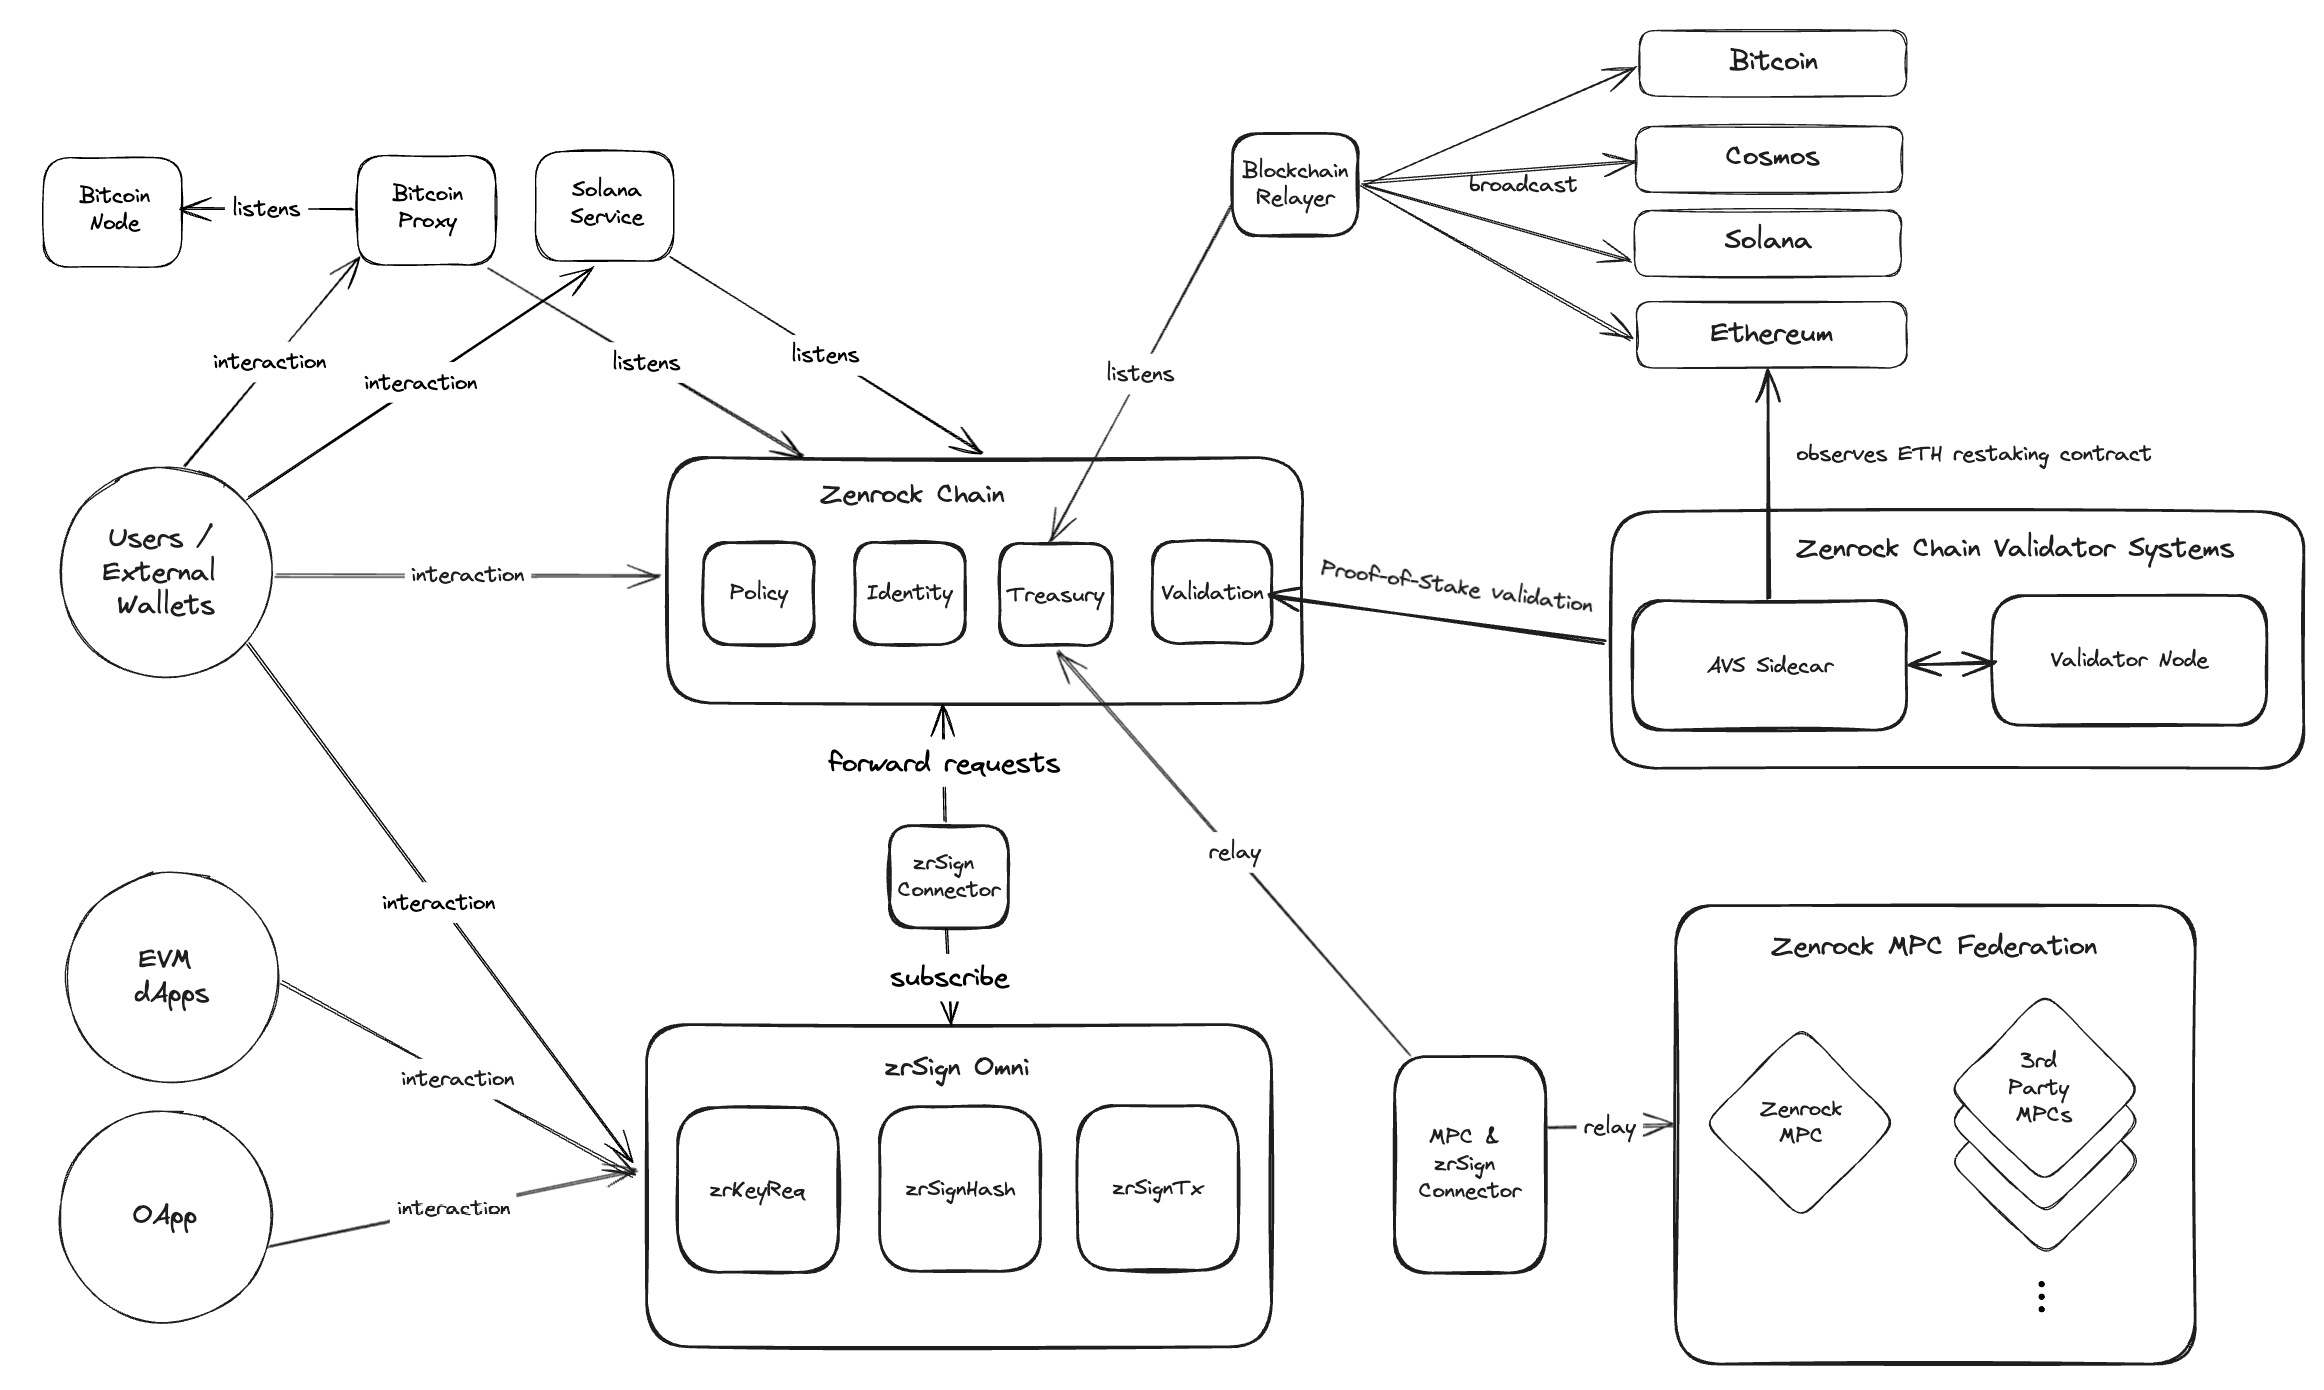 Bitcoin
Cosmos
broadcast
Solana
Ethereum
Blockchain
Relayer
Bitcoin
Node
listens
Bitcoin
Proxy
Solana
Service
interaction
interaction
listens
listens
listens
observes ETH restaking contract
Users /
External
Wallets
interaction
Zenrock Chain
Policy
Identity
Treasury
Validation
Proof-of-Stake validation
Zenrock Chain Validator Systems
AVS Sidecar
Validator Node
forward requests
zrSign
Connector
subscribe
relay
interaction
EVM
dApps
interaction
OApp
interaction
zrSign Omni
zrKeyReq
zrSignHash
zrSignTx
MPC &
zrSign
Connector
relay
Zenrock MPC Federation
Zenrock
MPC
3rd
Party
MPCs